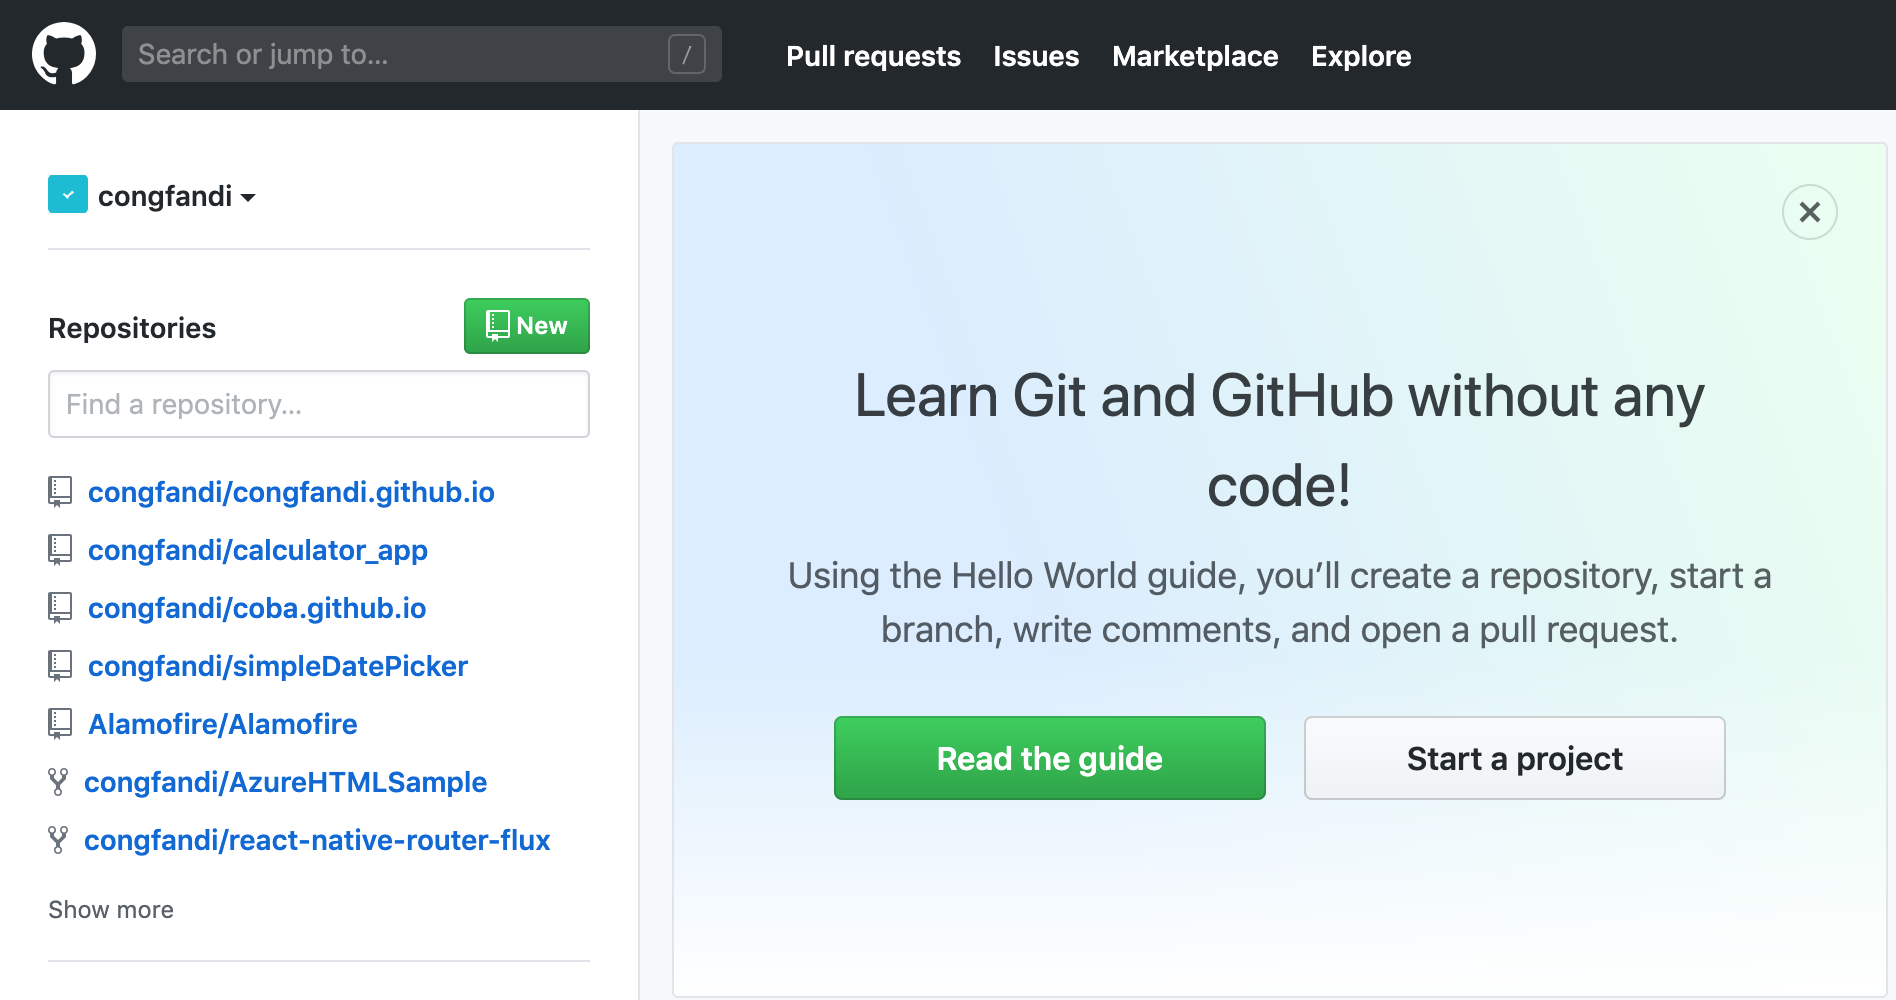 Search or jump to...
/
Pull requests
Issues
Marketplace
Explore
congfandi
Repositories
New
Find a repository...
congfandi/congfandi.github.io
congfandi/calculator_app
congfandi/coba.github.io
congfandi/simpleDatePicker
Alamofire/Alamofire
congfandi/AzureHTMLSample
congfandi/react-native-router-flux
Show more
Learn Git and GitHub without any
code!
Using the Hello World guide, you’ll create a repository, start a
branch, write comments, and open a pull request.
Read the guide
Start a project